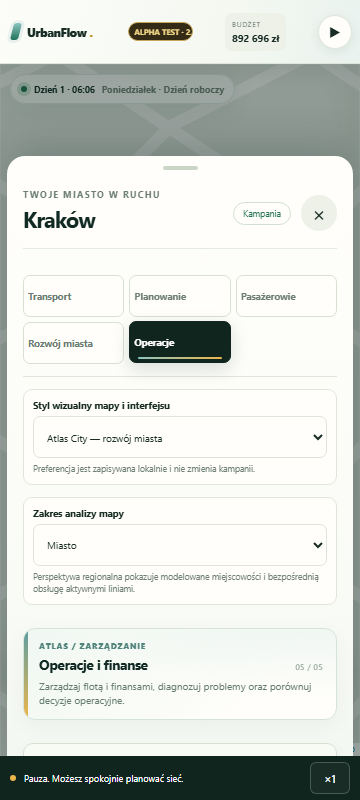 UrbanFlow.
ALPHA TEST · 2
BUDŻET
892 696 zł
Dzień 1 · 06:06 Poniedziałek · Dzień roboczy
TWOJE MIASTO W RUCHU
Kraków
Kampania
×
Transport
Planowanie
Pasażerowie
Rozwój miasta
Operacje
Styl wizualny mapy i interfejsu
Atlas City — rozwój miasta
Preferencja jest zapisywana lokalnie i nie zmienia kampanii.
Zakres analizy mapy
Miasto
Perspektywa regionalna pokazuje modelowane miejscowości i bezpośrednią
obsługę aktywnymi liniami.
ATLAS / ZARZĄDZANIE
Operacje i finanse
05 / 05
Zarządzaj flotą i finansami, diagnozuj problemy oraz porównuj
decyzje operacyjne.
Pauza. Możesz spokojnie planować sieć.
×1